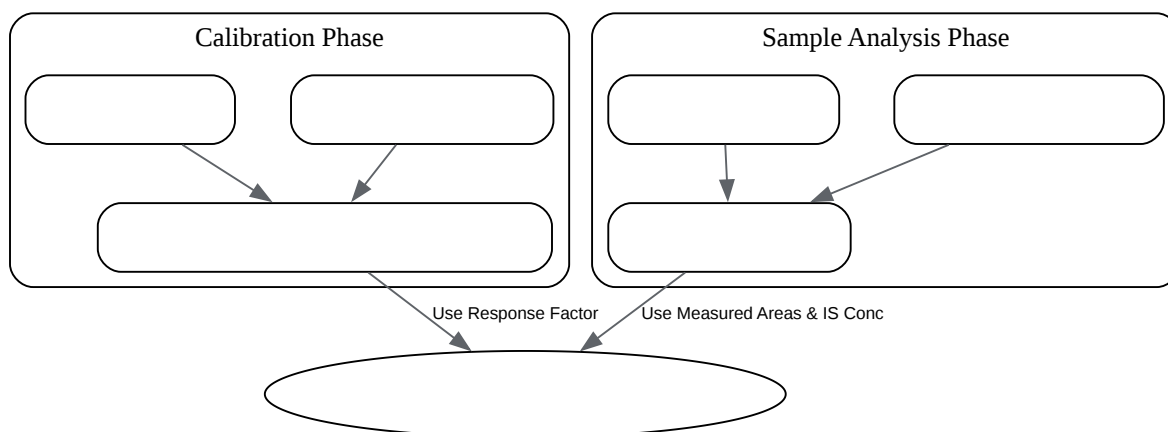 Calibration Phase
Sample Analysis Phase
Use Response Factor
Use Measured Areas & IS Conc